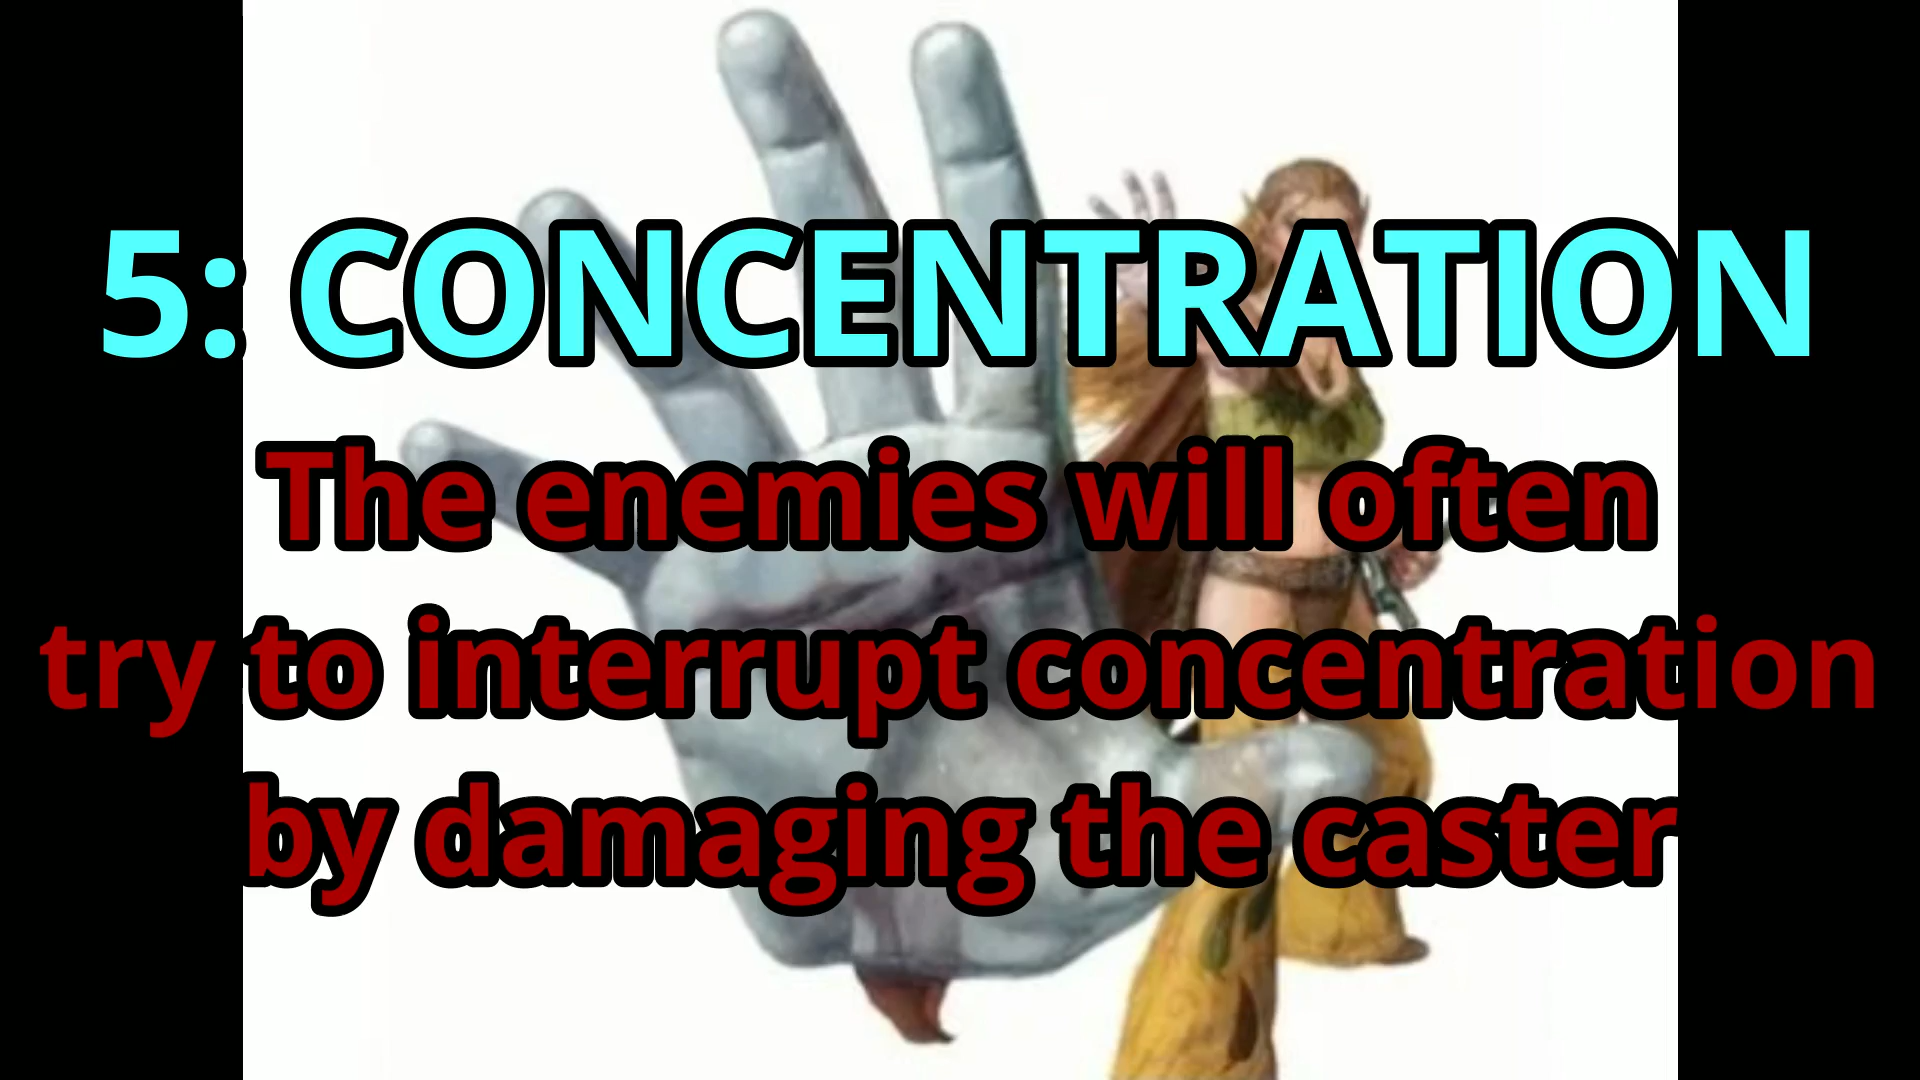 5: CONCENTRATION
The enemies will often
try to interrupt concentration
by damaging the caster